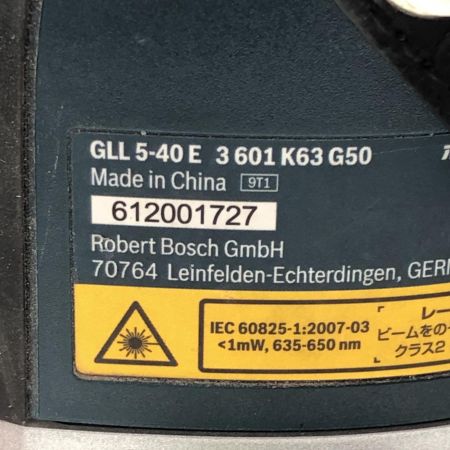 GLL 5-40 E 3 601 K63 G50
Made in China 9T1
612001727
Robert Bosch GmbH
70764 Leinfelden-Echterdingen,
IEC 60825-1:2007-03
<1mW, 635-650 nm
レー
ビームをの
クラス2